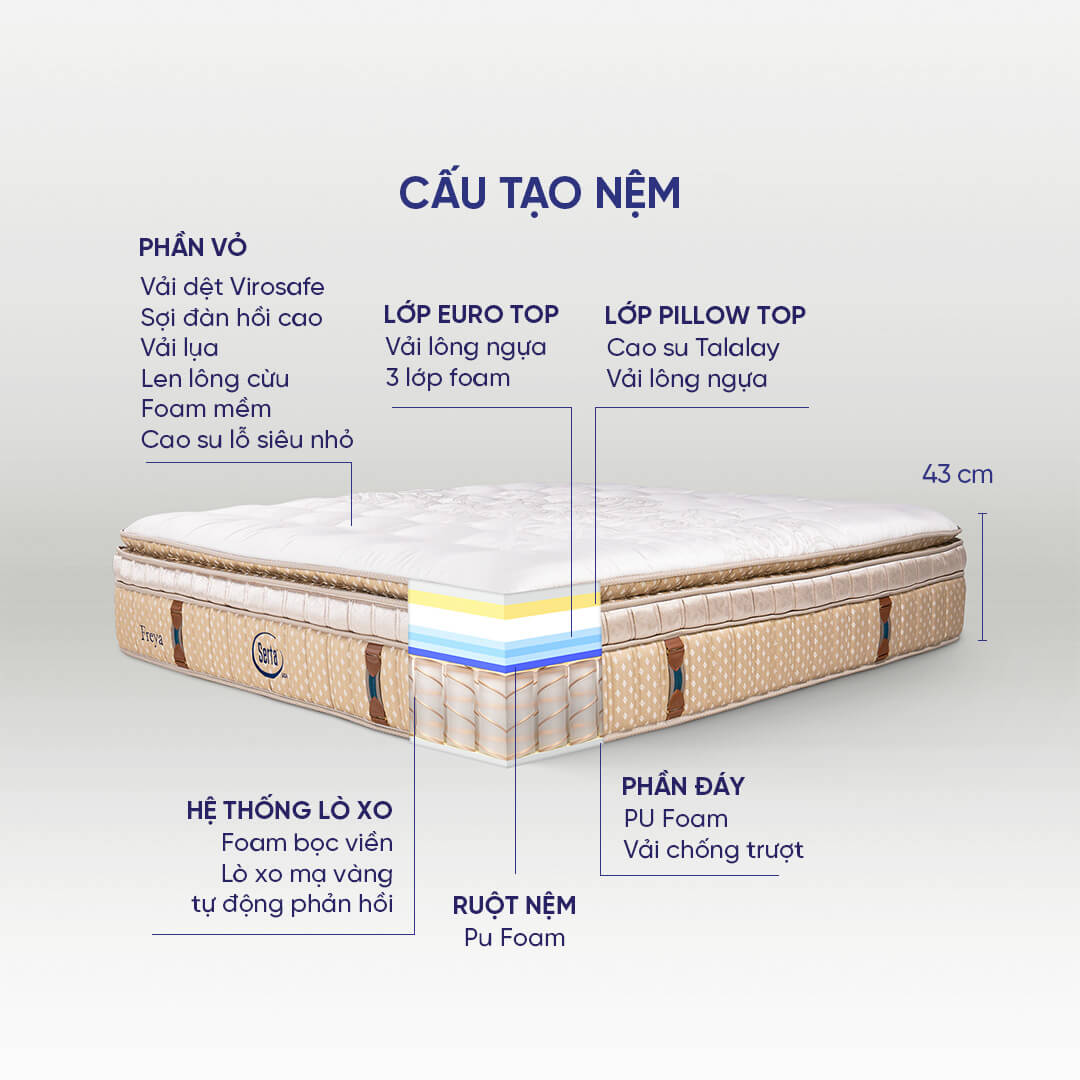 CẤU TẠO NỆM
PHẦN VỎ
Vải dệt Virosafe
Sợi đàn hồi cao
Vải lụa
Len lông cừu
Foam mềm
Cao su lỗ siêu nhỏ
LỚP EURO TOP
Vải lông ngựa
3 lớp foam
LỚP PILLOW TOP
Cao su Talalay
Vải lông ngựa
43 cm
Freya
Serta
HỆ THỐNG LÒ XO
Foam bọc viền
Lò xo mạ vàng
tự động phản hồi
RUỘT NỆM
Pu Foam
PHẦN ĐÁY
PU Foam
Vải chống trượt